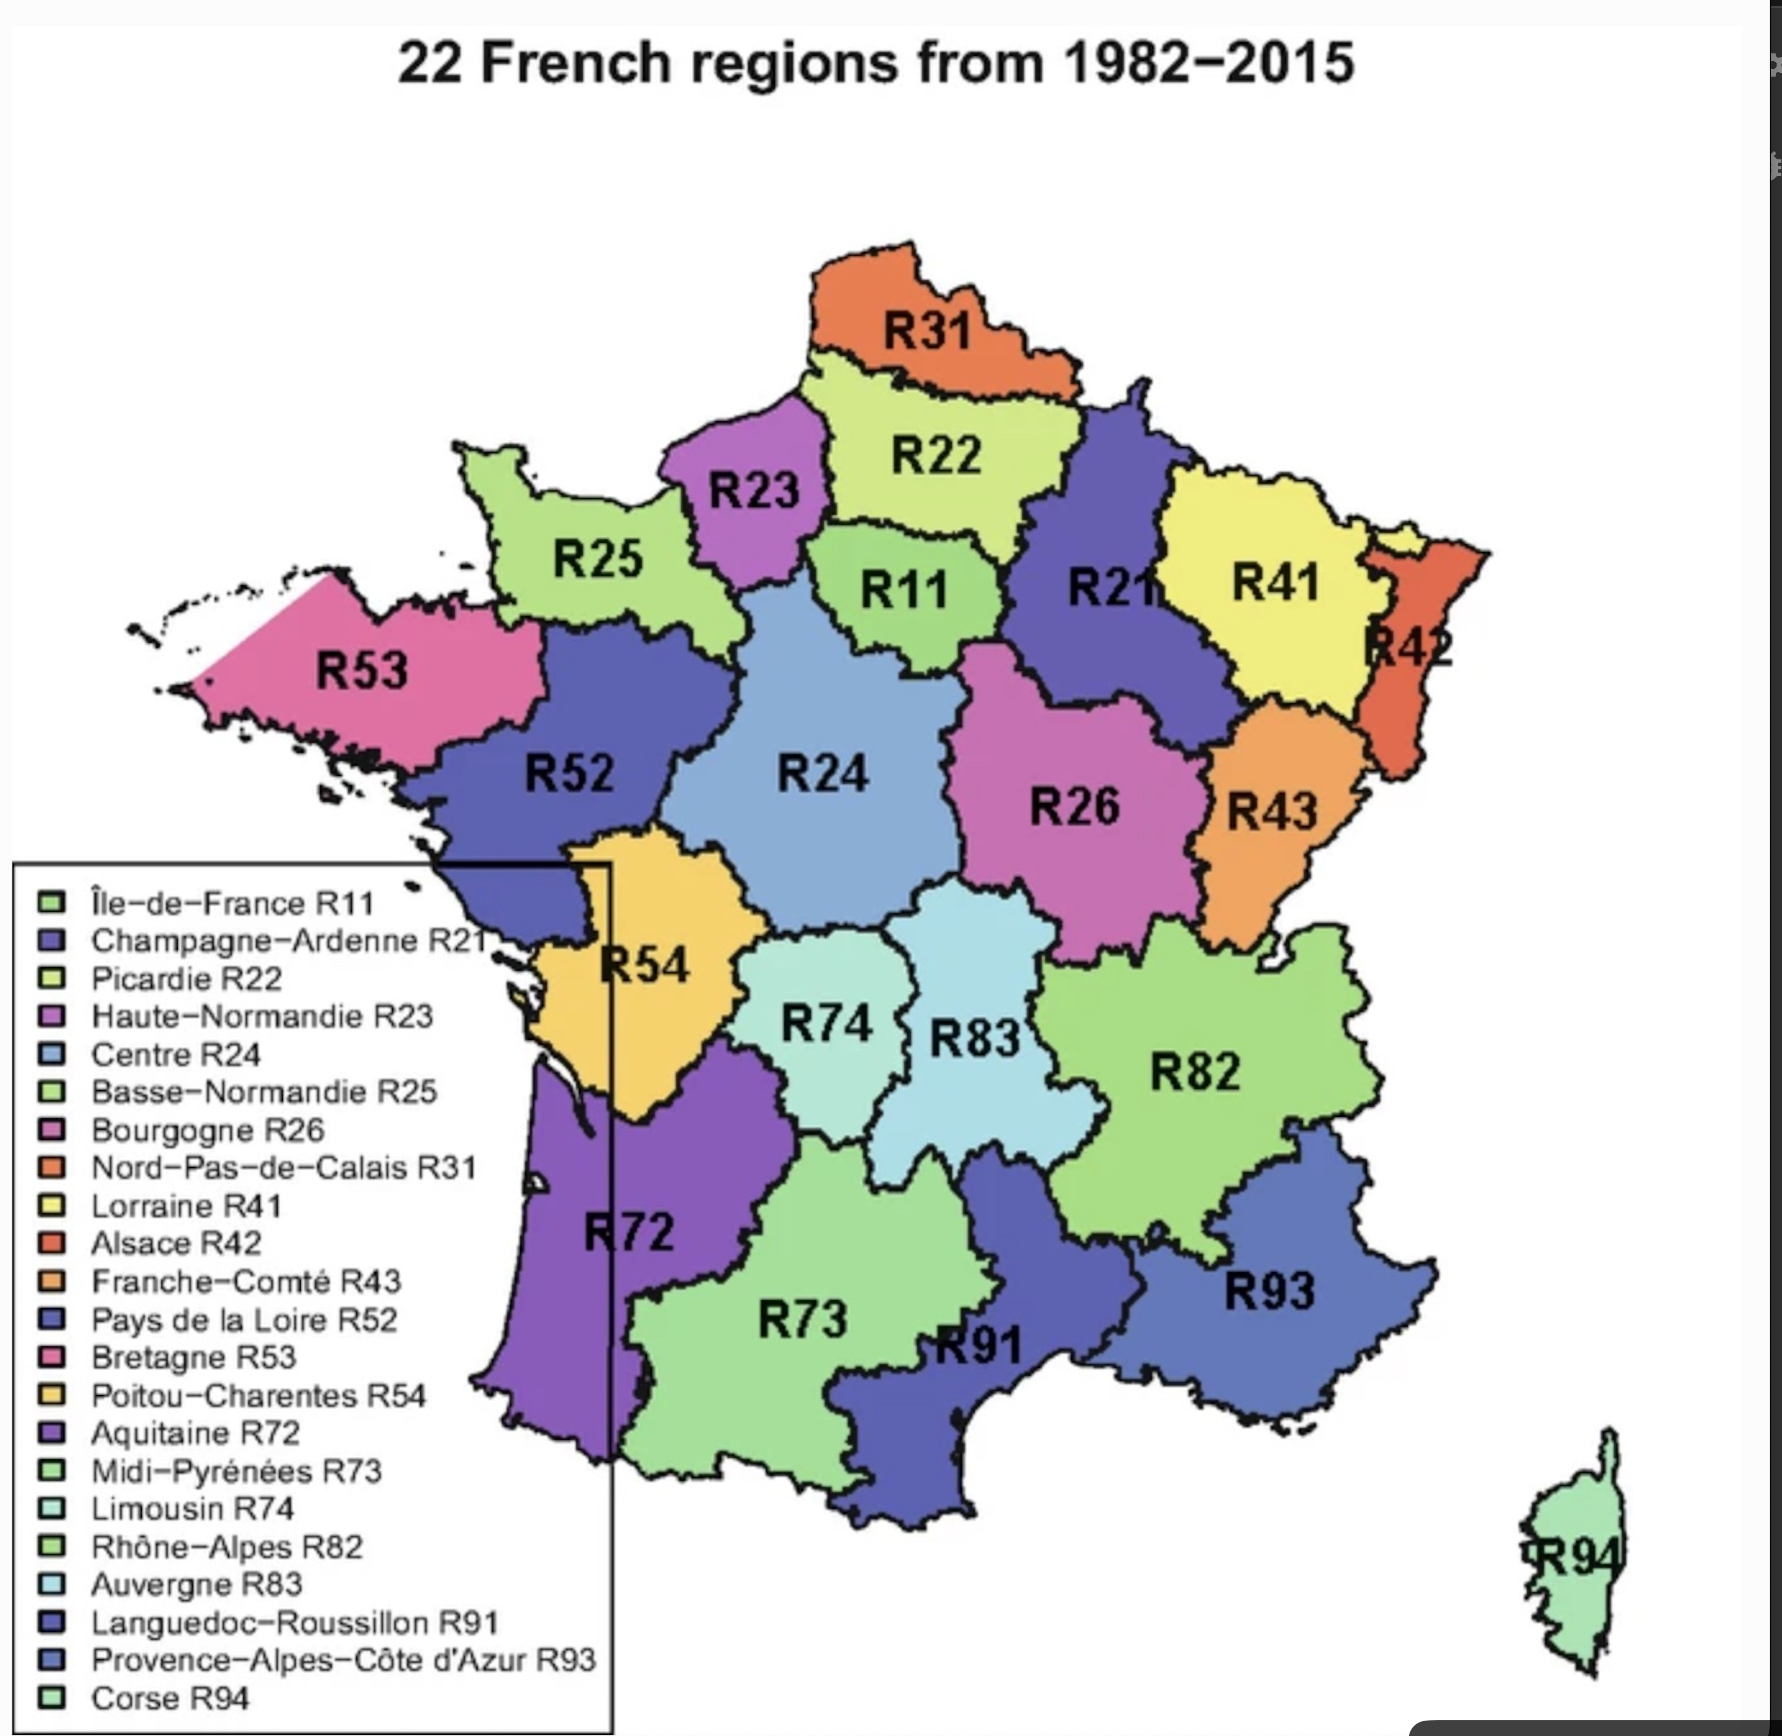 22 French regions from 1982−2015
R31
R22
R23
R25
R11
R21
R41
R42
R53
R52
R24
R26
R43
R54
R74
R83
R82
R72
R73
R91
R93
R94
Île−de−France R11
Champagne−Ardenne R21
Picardie R22
Haute−Normandie R23
Centre R24
Basse−Normandie R25
Bourgogne R26
Nord−Pas−de−Calais R31
Lorraine R41
Alsace R42
Franche−Comté R43
Pays de la Loire R52
Bretagne R53
Poitou−Charentes R54
Aquitaine R72
Midi−Pyrénées R73
Limousin R74
Rhône−Alpes R82
Auvergne R83
Languedoc−Roussillon R91
Provence−Alpes−Côte d'Azur R93
Corse R94